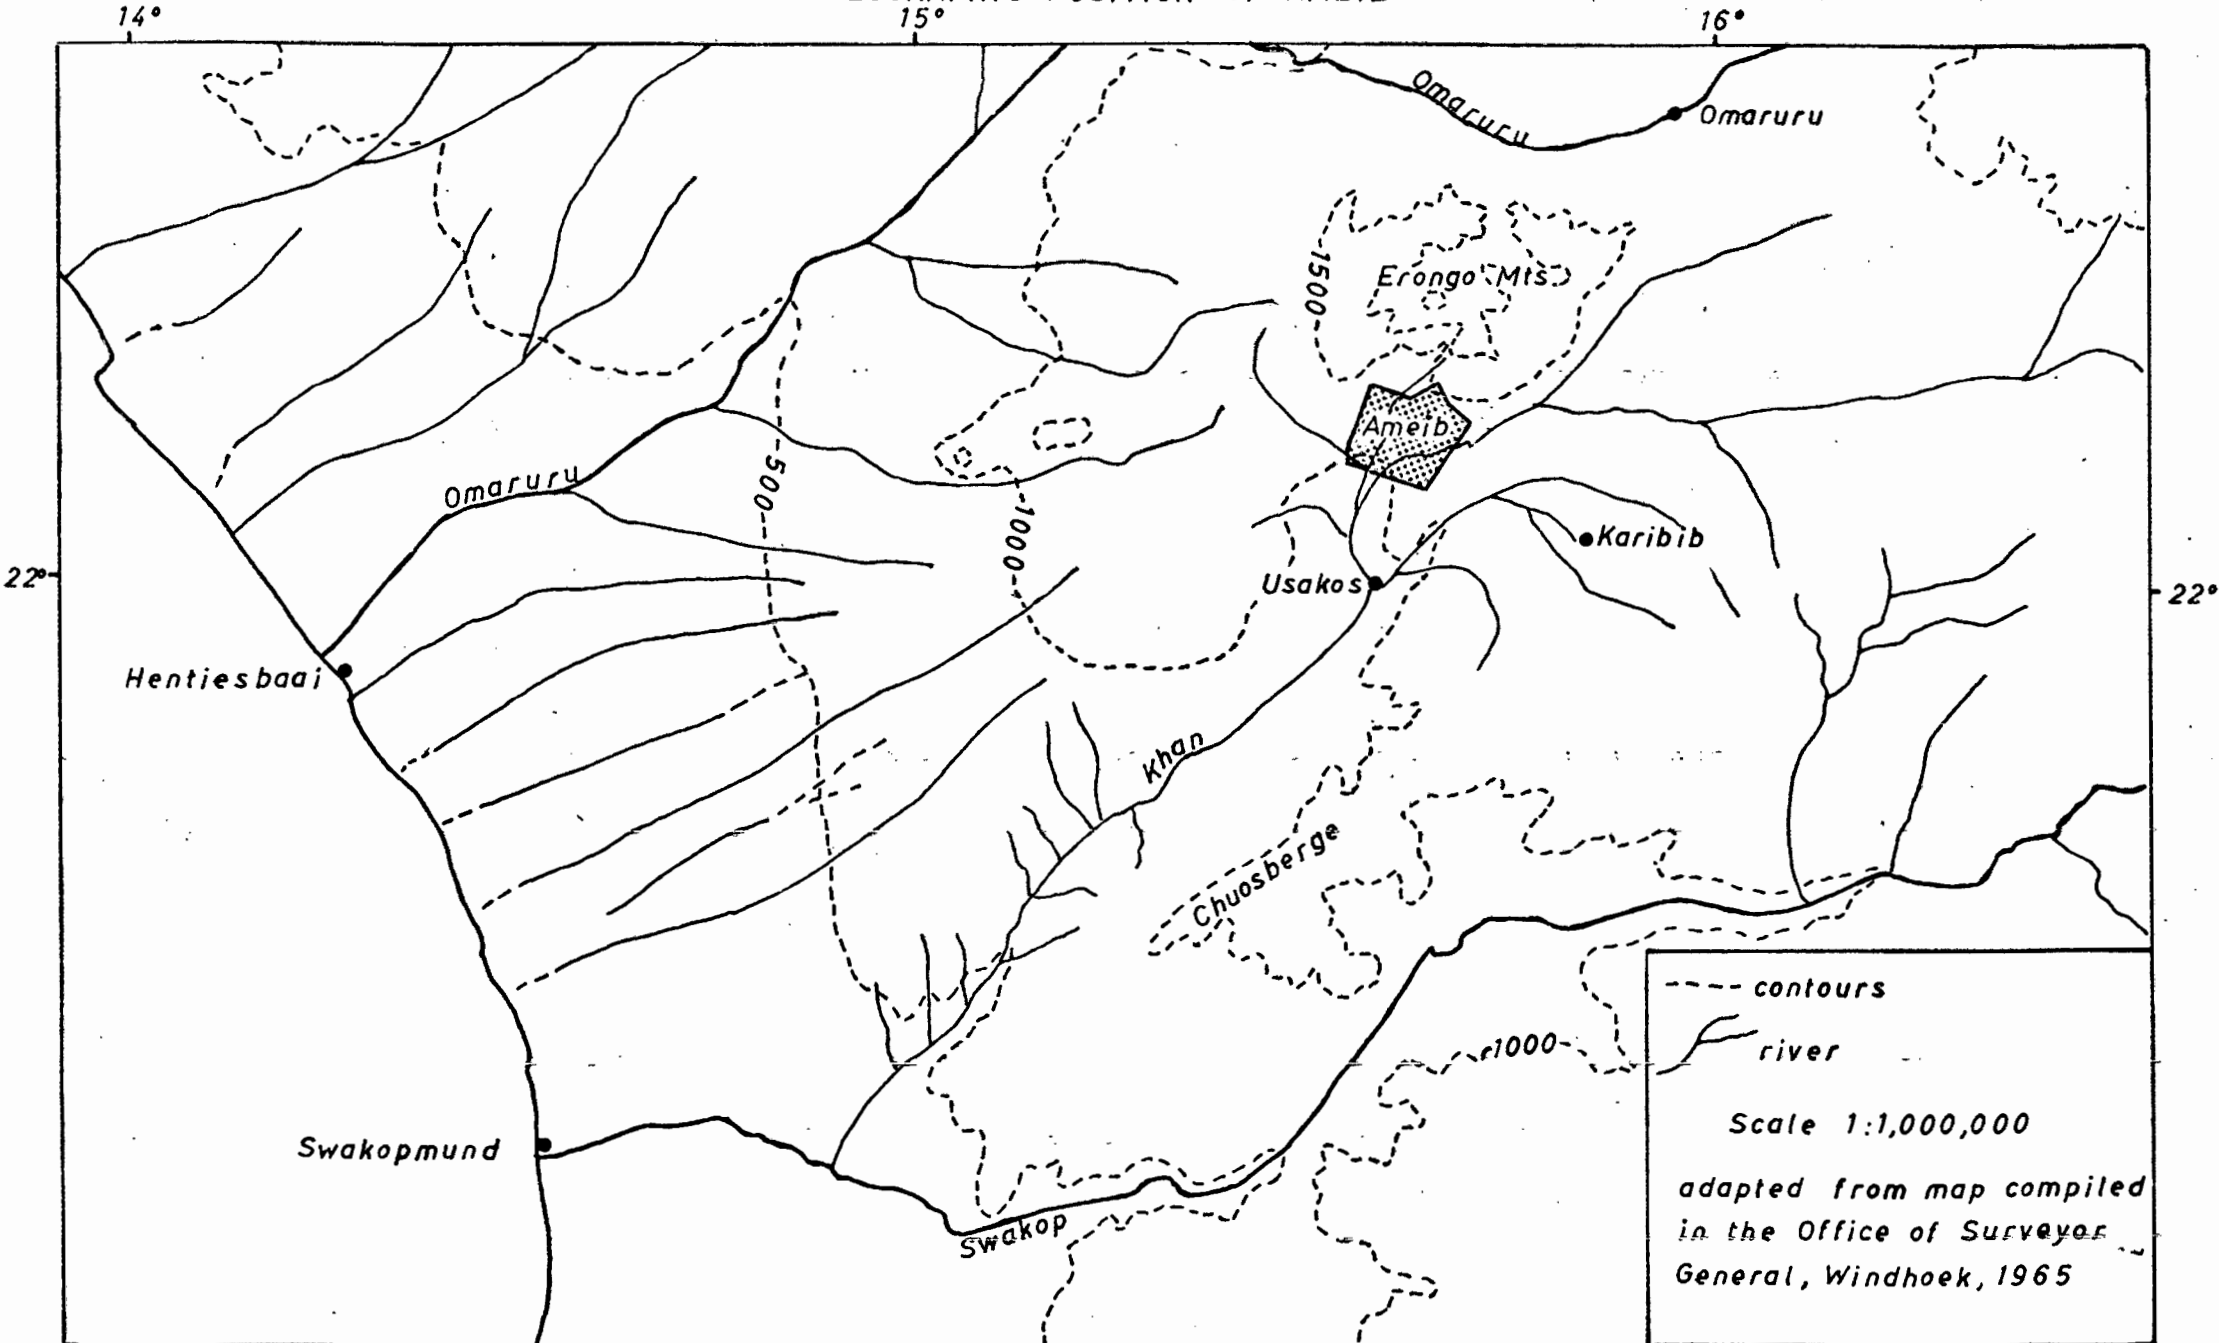 14°
15°
16°
Omaruru
Omaruru
1500
Erongo Mts.
Ameib
500
Omaruru
1000
Karibib
22°
Usakos
22°
Hentiesbaai
Khan
Chuosberge
contours
1000
river
Scale 1:1,000,000
Swakopmund
adapted from map compiled
in the Office of Surveyor
Swakop
General, Windhoek, 1965